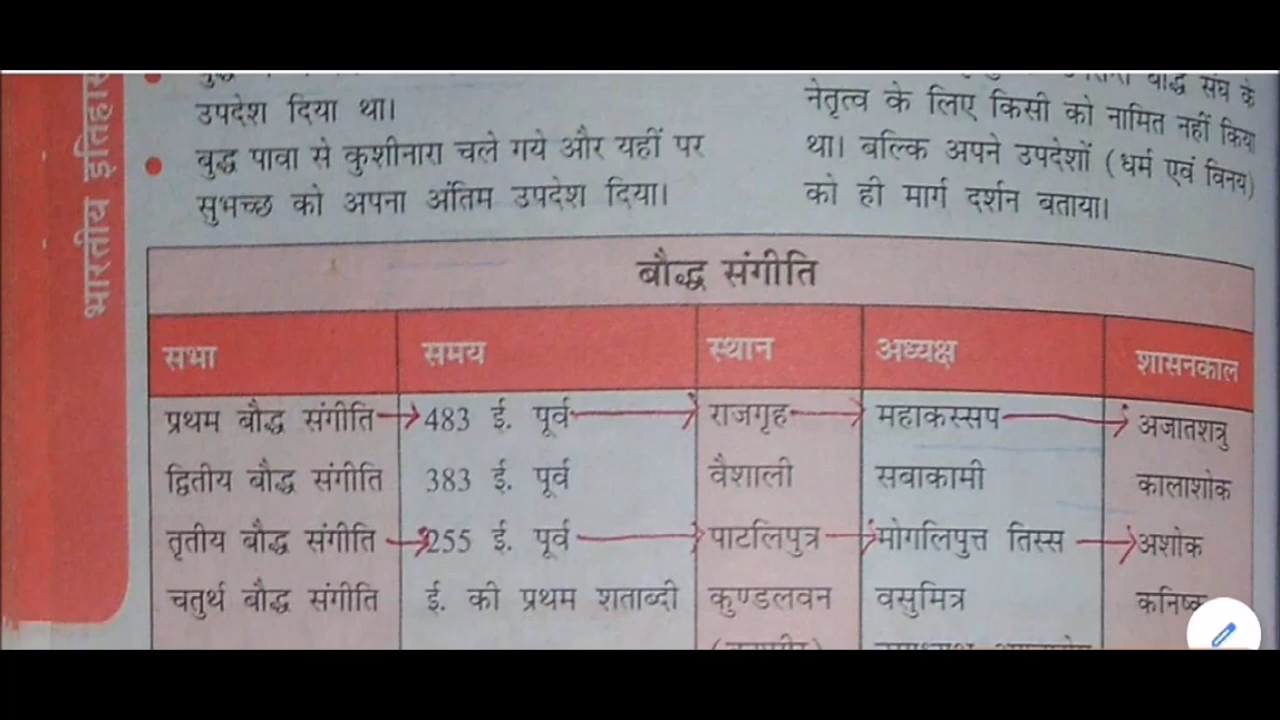 भारतीय इतिहास
उपदेश दिया था।
बुद्ध पावा से कुशीनारा चले गये और यहीं पर
सुभच्छ को अपना अंतिम उपदेश दिया।
बौद्ध संघ के
नेतृत्व के लिए किसी को नामित नहीं किया
था। बल्कि अपने उपदेशों (धर्म एवं विनय)
को ही मार्ग दर्शन बताया।
बौद्ध संगीति
सभा समय स्थान अध्यक्ष शासनकाल
प्रथम बौद्ध संगीति 483 ई. पूर्व राजगृह महाकस्सप अजातशत्रु
द्वितीय बौद्ध संगीति 383 ई. पूर्व वैशाली सबाकामी कालाशोक
तृतीय बौद्ध संगीति 255 ई. पूर्व पाटलिपुत्र मोगलिपुत्त तिस्स अशोक
चतुर्थ बौद्ध संगीति ई. की प्रथम शताब्दी कुण्डलवन वसुमित्र कनिष्क